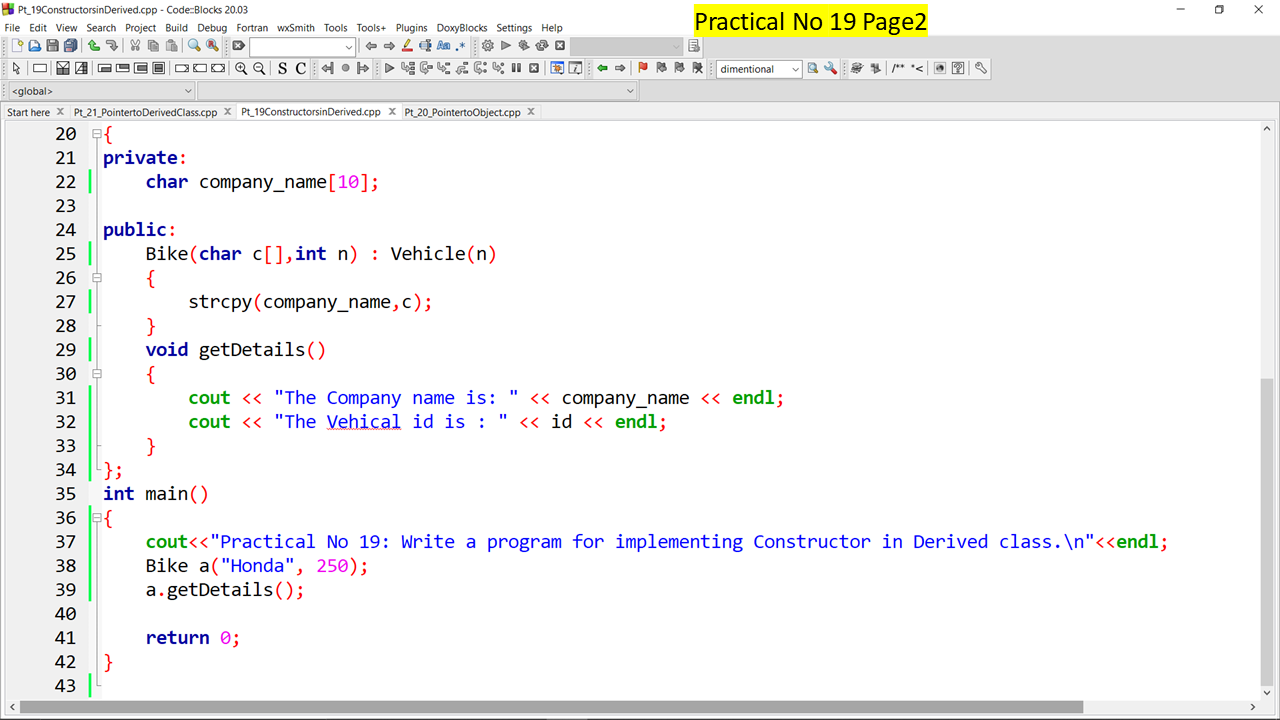 Pt_19ConstructorsinDerived.cpp - Code::Blocks 20.03
Practical No 19 Page2
File Edit View Search Project Build Debug Fortran wxSmith Tools Tools+ Plugins DoxyBlocks Settings Help
Aa .*
S C dimentional /** *<
<global>
Start here Pt_21_PointertoDerivedClass.cpp Pt_19ConstructorsinDerived.cpp Pt_20_PointertoObject.cpp
20 {
21 private:
22 char company_name[10];
23
24 public:
25 Bike(char c[],int n) : Vehicle(n)
26 {
27 strcpy(company_name,c);
28 }
29 void getDetails()
30 {
31 cout << "The Company name is: " << company_name << endl;
32 cout << "The Vehical id is : " << id << endl;
33 }
34 };
35 int main()
36 {
37 cout<<"Practical No 19: Write a program for implementing Constructor in Derived class.\n"<<endl;
38 Bike a("Honda", 250);
39 a.getDetails();
40
41 return 0;
42 }
43